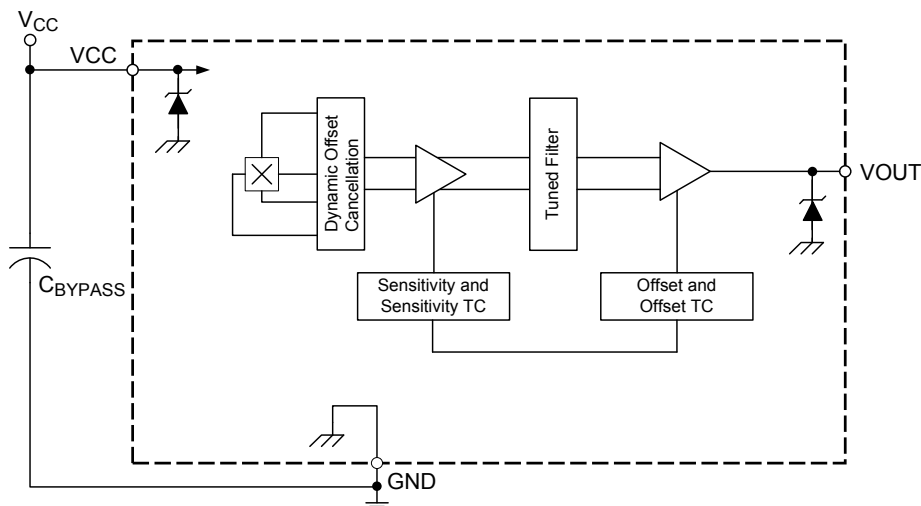 VCC
VCC
Dynamic Offset
Cancellation
Tuned Filter
VOUT
CBYPASS
Sensitivity and
Sensitivity TC
Offset and
Offset TC
GND